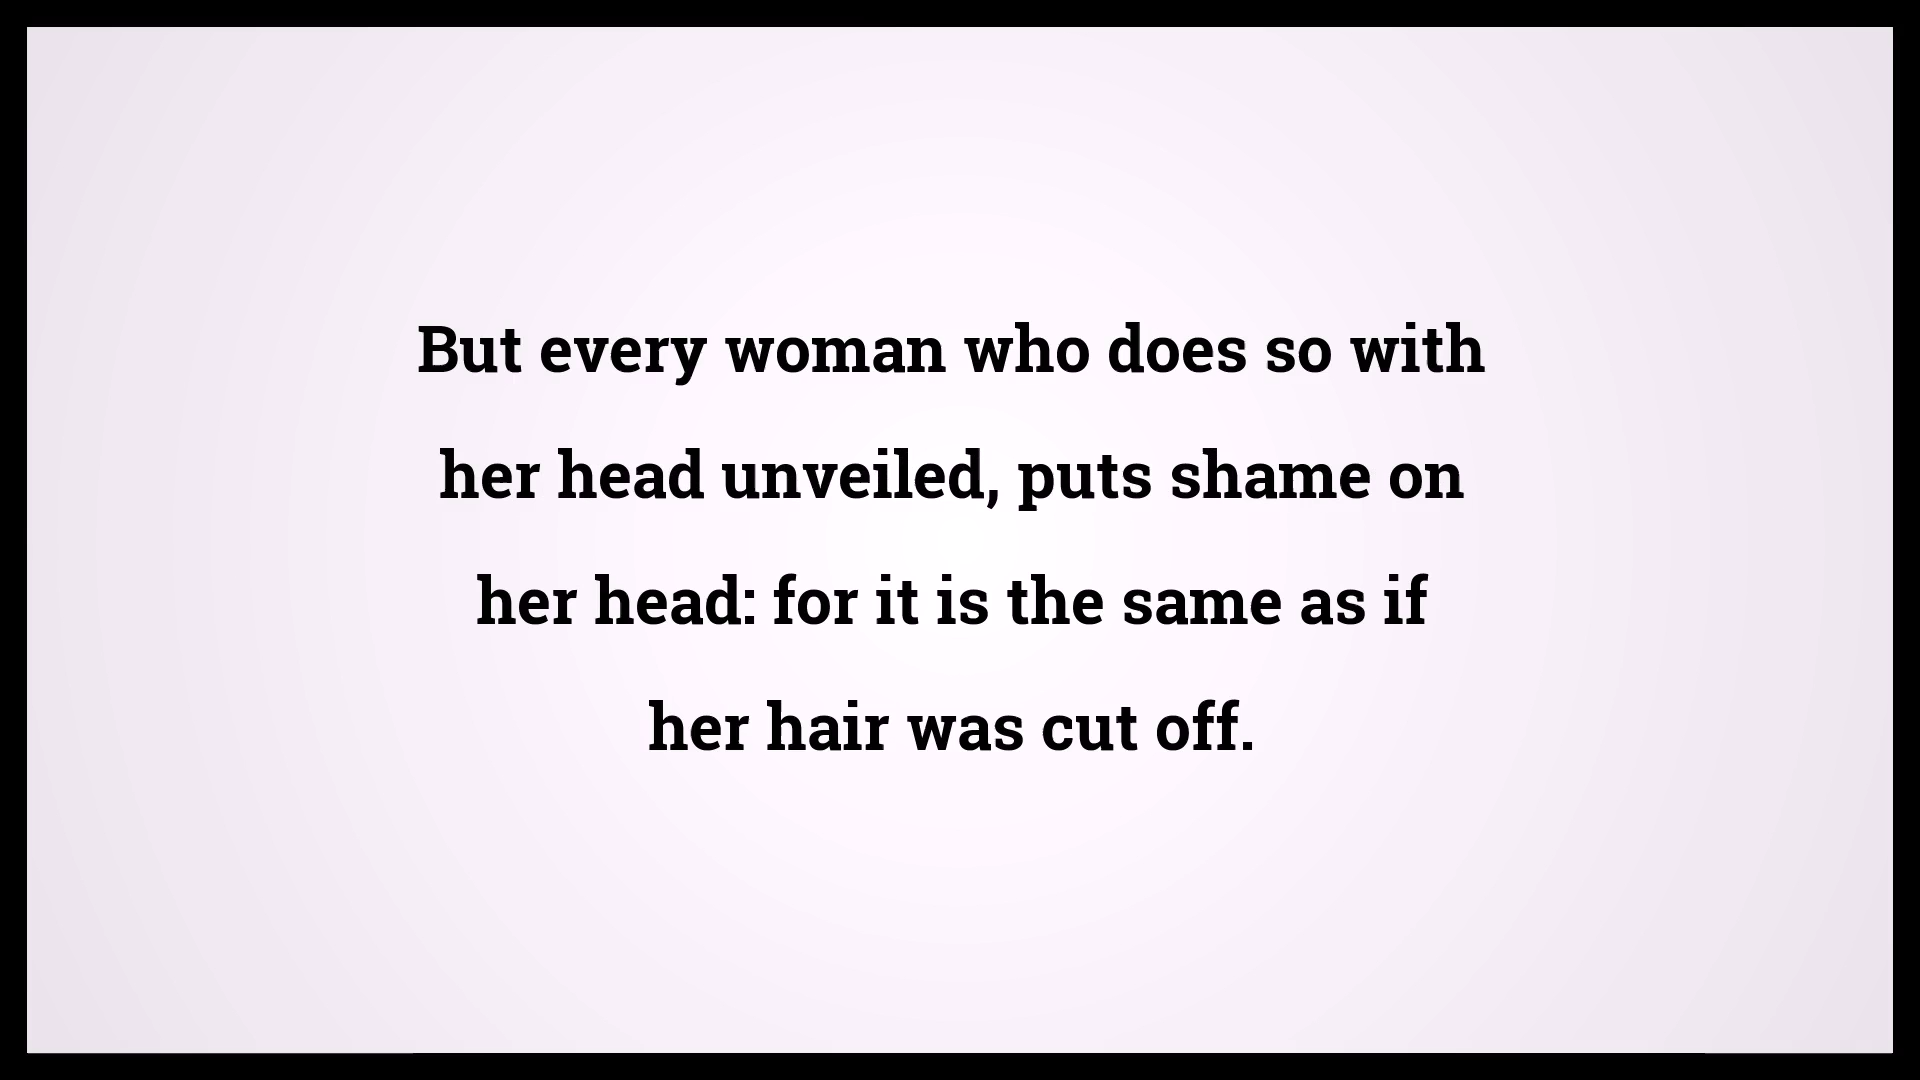 But every woman who does so with
her head unveiled, puts shame on
her head: for it is the same as if
her hair was cut off.